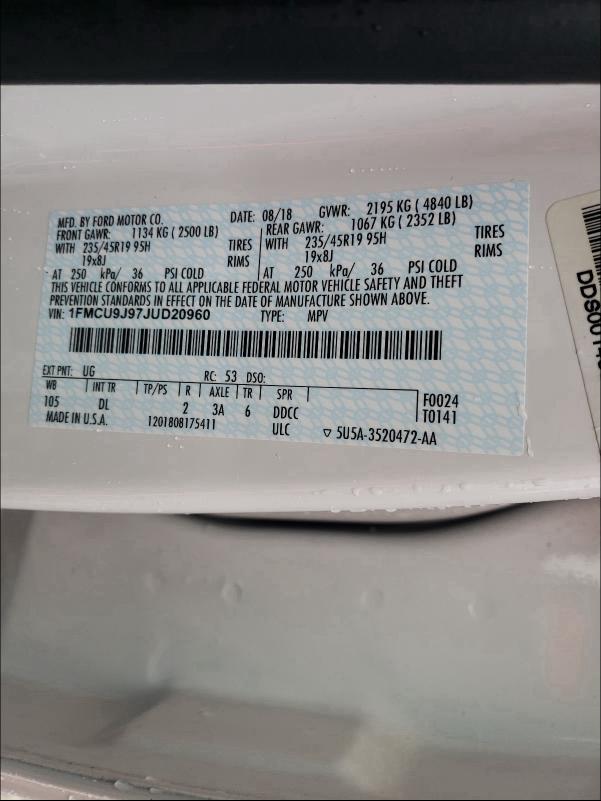 MFD. BY FORD MOTOR CO. DATE: 08/18 GVWR: 2195 KG ( 4840 LB)
FRONT GAWR: 1134 KG ( 2500 LB) REAR GAWR: 1067 KG ( 2352 LB)
WITH 235/45R19 95H TIRES WITH 235/45R19 95H TIRES
19x8J RIMS 19x8J RIMS
AT 250 kPa/ 36 PSI COLD AT 250 kPa/ 36 PSI COLD
THIS VEHICLE CONFORMS TO ALL APPLICABLE FEDERAL MOTOR VEHICLE SAFETY AND THEFT
PREVENTION STANDARDS IN EFFECT ON THE DATE OF MANUFACTURE SHOWN ABOVE.
VIN: 1FMCU9J97JUD20960 TYPE: MPV
EXT PNT: UG RC: 53 DSO:
WB INT TR TP/PS R AXLE TR SPR F0024
105 DL 2 3A 6 DDCC T0141
MADE IN U.S.A. 1201808175411 ULC ▽ 5U5A-3520472-AA